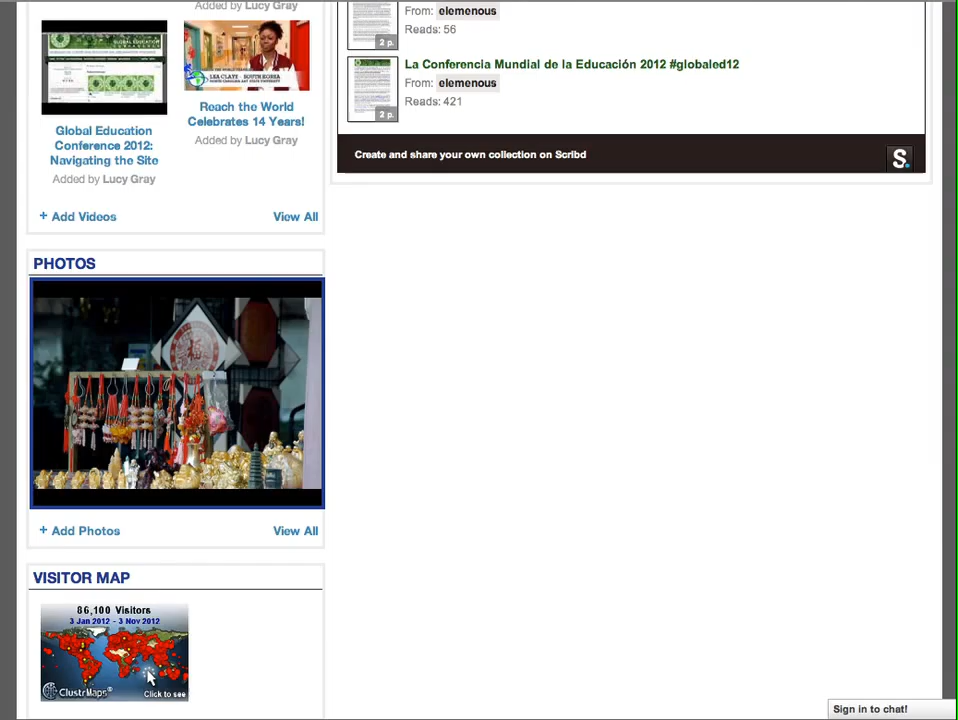 Added by Lucy Gray
LEA CLAYE - SOUTH KOREA
Global Education
Conference 2012:
Navigating the Site
Added by Lucy Gray
Reach the World
Celebrates 14 Years!
Added by Lucy Gray
+ Add Videos
View All
PHOTOS
+ Add Photos
View All
VISITOR MAP
86,100 Visitors
3 Jan 2012 - 3 Nov 2012
ClustrMaps®
Click to see
From: elemenous
Reads: 56
2 p.
La Conferencia Mundial de la Educación 2012 #globaled12
From: elemenous
Reads: 421
2 p.
Create and share your own collection on Scribd
S.
Sign in to chat!